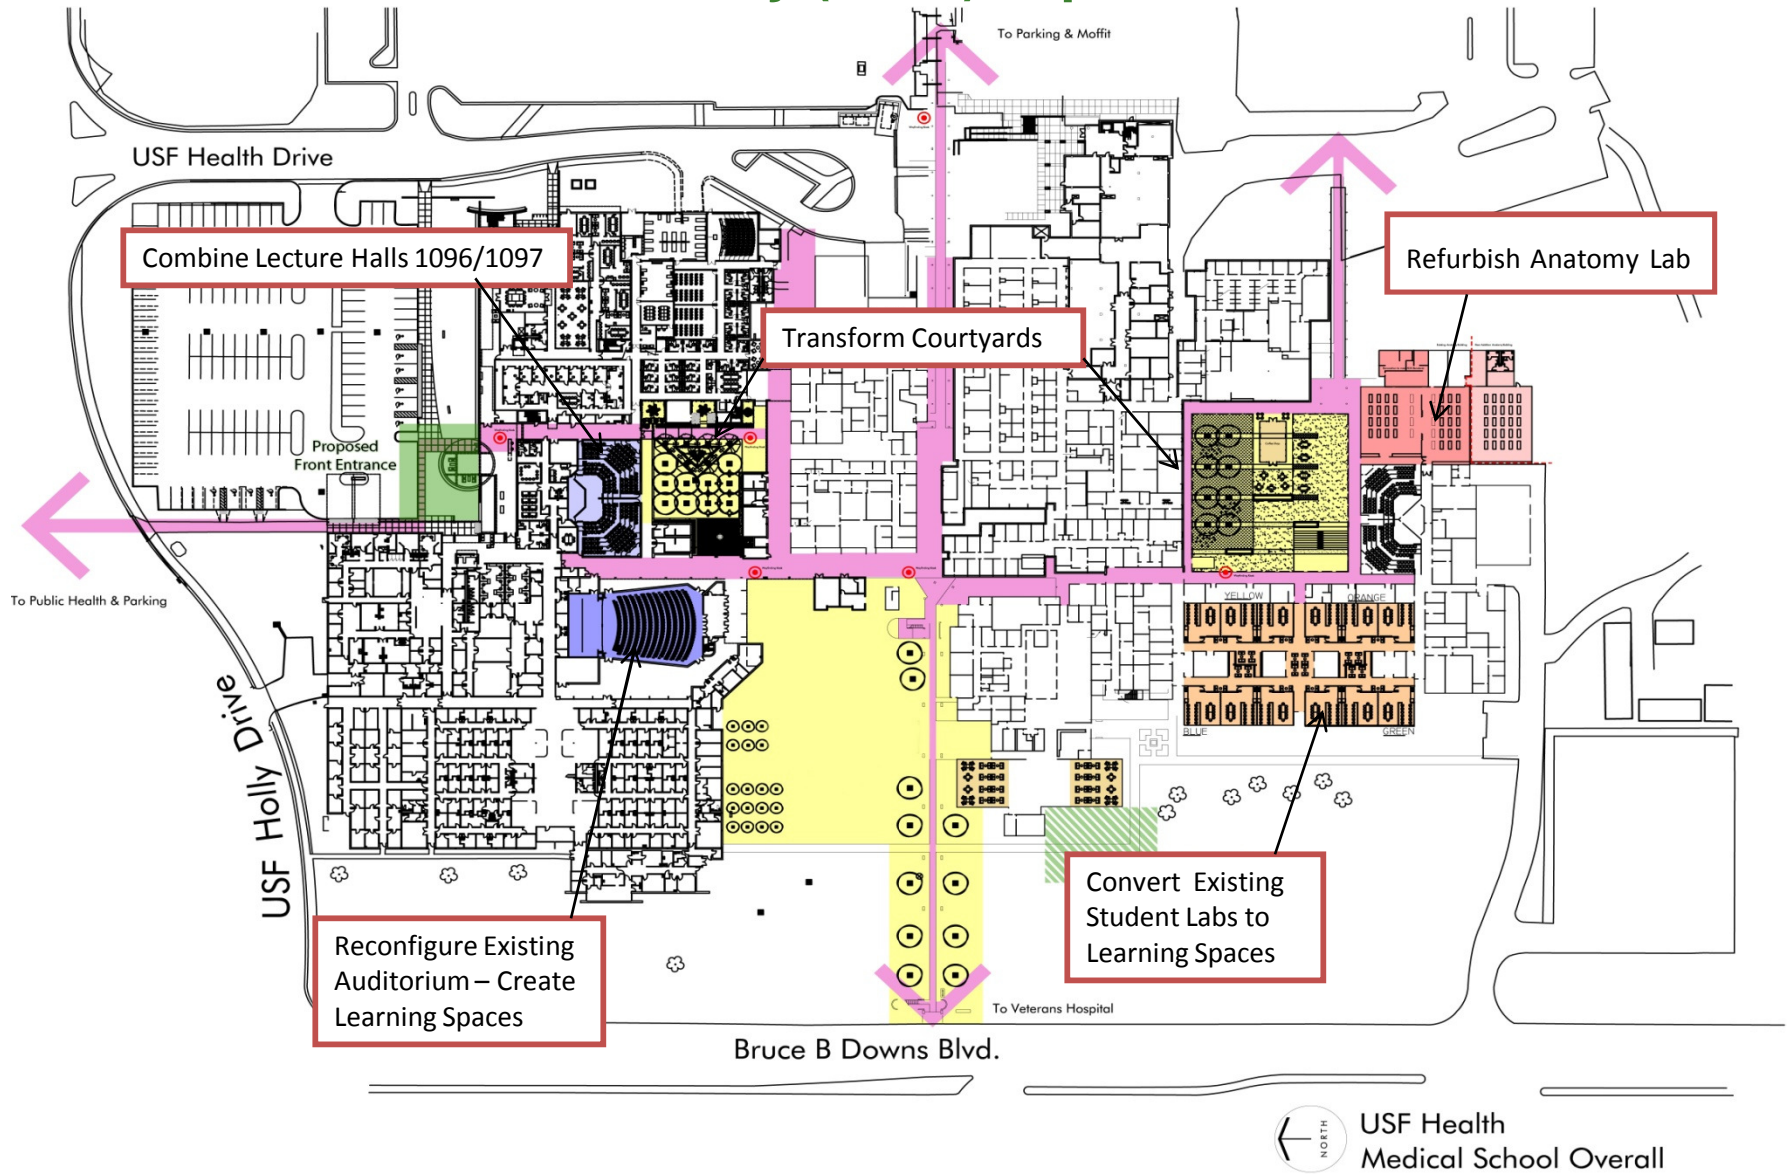 To Parking & Moffit
USF Health Drive
Combine Lecture Halls 1096/1097
Refurbish Anatomy Lab
Transform Courtyards
Proposed
Front Entrance
To Public Health & Parking
YELLOW
ORANGE
BLUE
GREEN
USF Holly Drive
Convert Existing
Student Labs to
Learning Spaces
Reconfigure Existing
Auditorium – Create
Learning Spaces
To Veterans Hospital
Bruce B Downs Blvd.
NORTH
USF Health
Medical School Overall